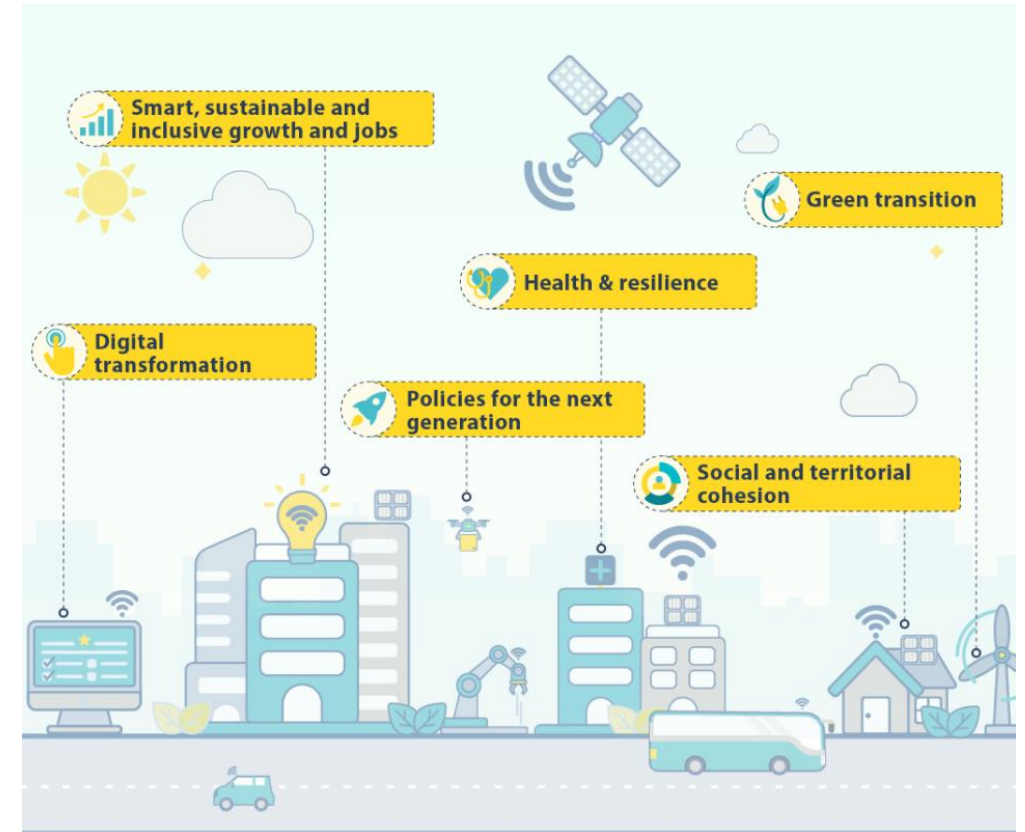 Smart, sustainable and
inclusive growth and jobs
Green transition
Health & resilience
Digital
transformation
Policies for the next
generation
Social and territorial
cohesion